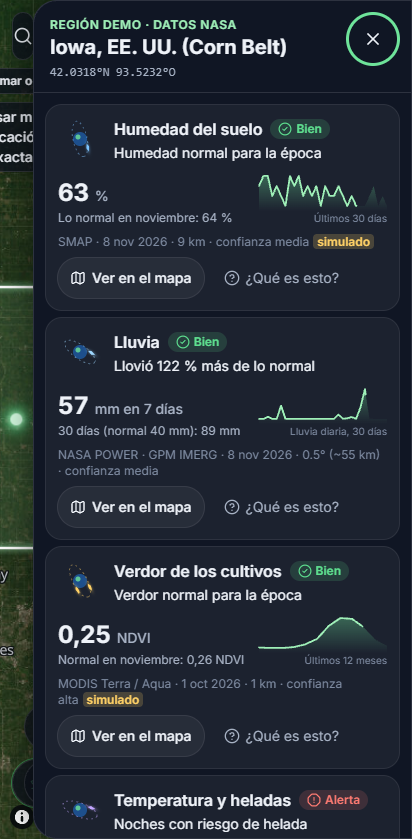 REGIÓN DEMO · DATOS NASA
Iowa, EE. UU. (Corn Belt)
42.0318°N 93.5232°O
mar o
sar m
cació
xacta
Humedad del suelo
Bien
Humedad normal para la época
63 %
Lo normal en noviembre: 64 %
Últimos 30 días
SMAP · 8 nov 2026 · 9 km · confianza media simulado
Ver en el mapa
¿Qué es esto?
Lluvia
Bien
Llovió 122 % más de lo normal
57 mm en 7 días
30 días (normal 40 mm): 89 mm
Lluvia diaria, 30 días
NASA POWER · GPM IMERG · 8 nov 2026 · 0.5° (~55 km)
· confianza media
Ver en el mapa
¿Qué es esto?
Verdor de los cultivos
Bien
Verdor normal para la época
0,25 NDVI
Normal en noviembre: 0,26 NDVI
Últimos 12 meses
MODIS Terra / Aqua · 1 oct 2026 · 1 km · confianza
alta simulado
Ver en el mapa
¿Qué es esto?
y
es
Temperatura y heladas
Alerta
Noches con riesgo de helada